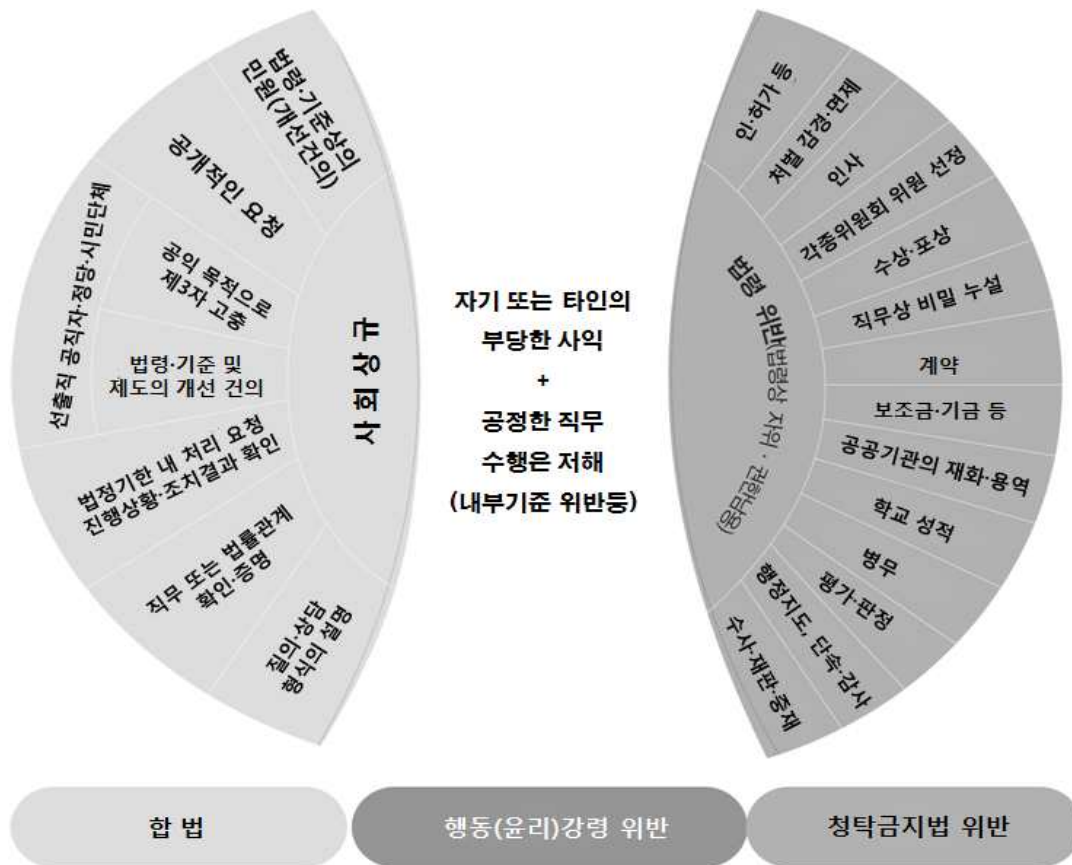 법령·기준상의
민원(개선건의)
공개적인 요청
선출직 공직자·정당·시민단체
공익 목적으로
제3자 고충
법령·기준 및
제도의 개선 건의
법정기한 내 처리 요청
진행상황·조치결과 확인
직무 또는 법률관계
확인·증명
질의·상담
형식의 설명
사회상규
자기 또는 타인의
부당한 사익
+
공정한 직무
수행은 저해
(내부기준 위반등)
법령 위반(법령상 지위·권한남용)
인·허가 등
처벌 감경·면제
인사
각종위원회 위원 선정
수상·포상
직무상 비밀 누설
계약
보조금·기금 등
공공기관의 재화·용역
학교 성적
병무
평가·판정
행정지도, 단속·감사
수사·재판·중재
합 법
행동(윤리)강령 위반
청탁금지법 위반